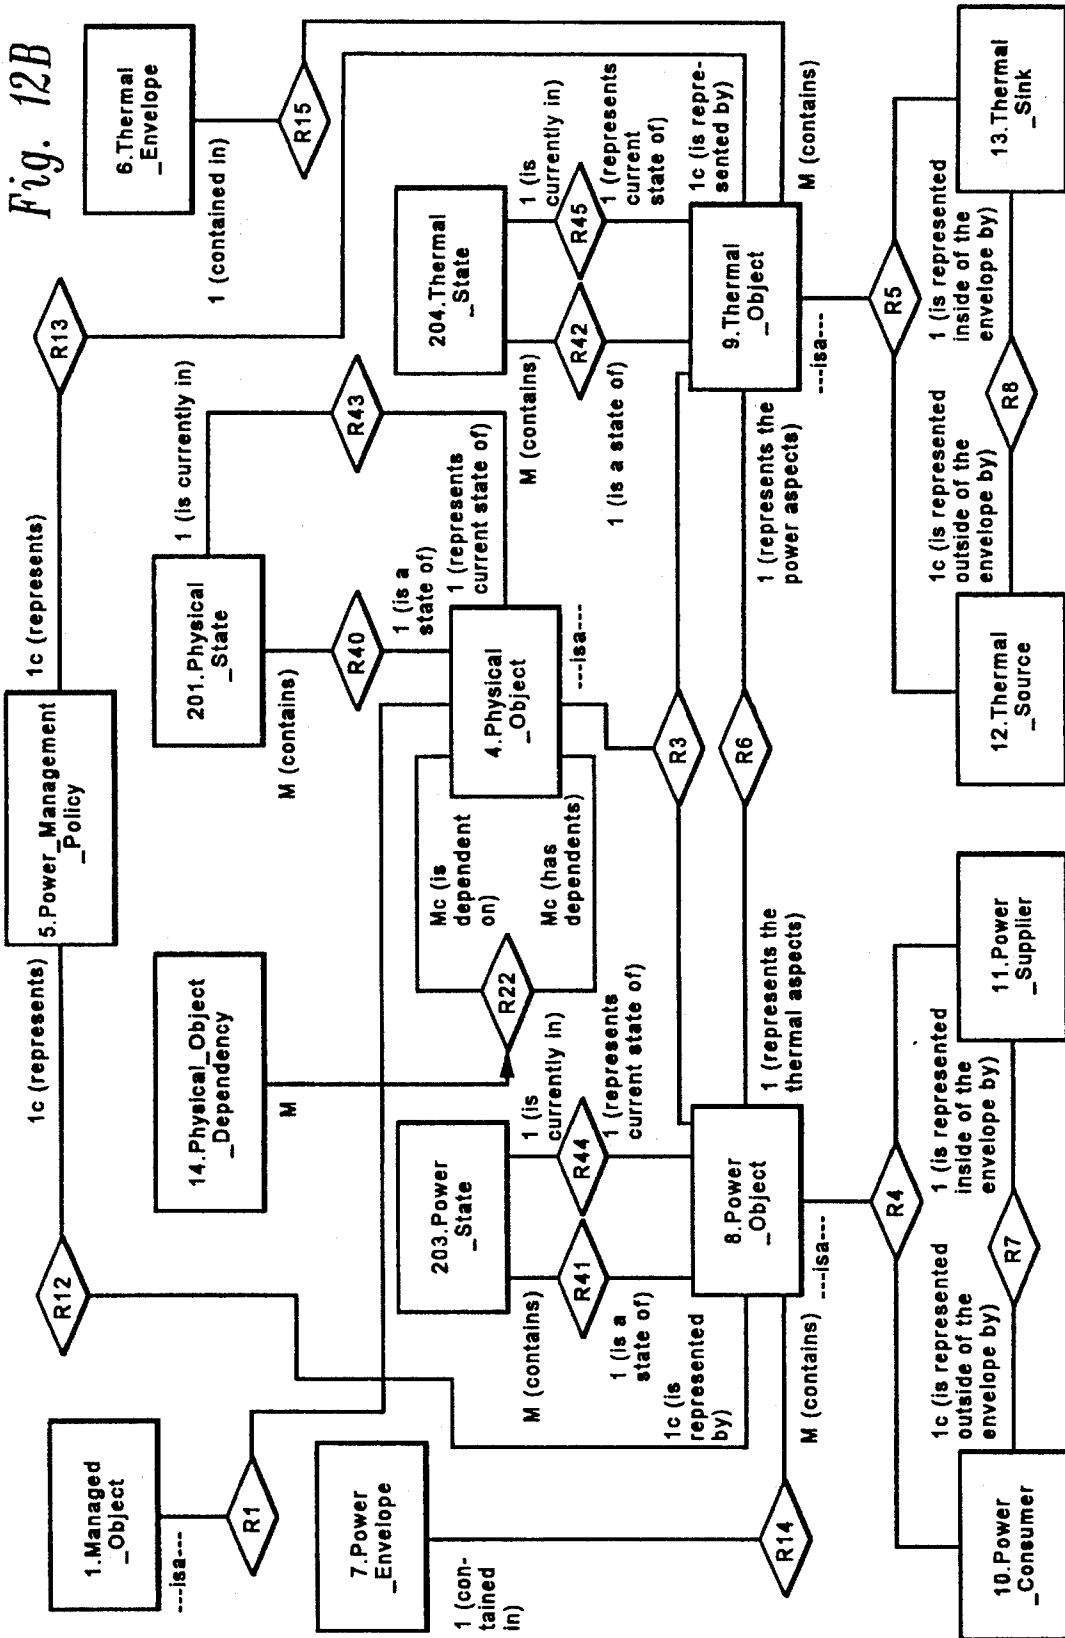 Fig. 12B
1.Managed
_Object
---isa---
R1
R12
1c (represents)
5.Power_Management
_Policy
1c (represents)
R13
6.Thermal
_Envelope
1 (contained in)
R15
14.Physical_Object
_Dependency
M
201.Physical
_State
1 (is currently in)
M (contains)
R40
R43
1 (is a
state of)
1 (represents
current state of)
7.Power
_Envelope
1 (con-
tained
in)
R14
M (contains)
203.Power
_State
M (contains)
1 (is
currently in)
R41
R44
1 (is a
state of)
1 (represents
current state of)
1c (is
represented
by)
R22
Mc (is
dependent
on)
Mc (has
dependents)
4.Physical
_Object
---isa---
204.Thermal
_State
M (contains)
1 (is
currently in)
R42
R45
1 (is a state of)
1 (represents
current
state of)
1c (is repre-
sented by)
M (contains)
8.Power
_Object
---isa---
R3
R6
1 (represents the
thermal aspects)
1 (represents the
power aspects)
9.Thermal
_Object
---isa---
R4
1c (is represented
outside of the
envelope by)
1 (is represented
inside of the
envelope by)
R7
10.Power
_Consumer
11.Power
_Supplier
R5
1c (is represented
outside of the
envelope by)
1 (is represented
inside of the
envelope by)
R8
12.Thermal
_Source
13.Thermal
_Sink